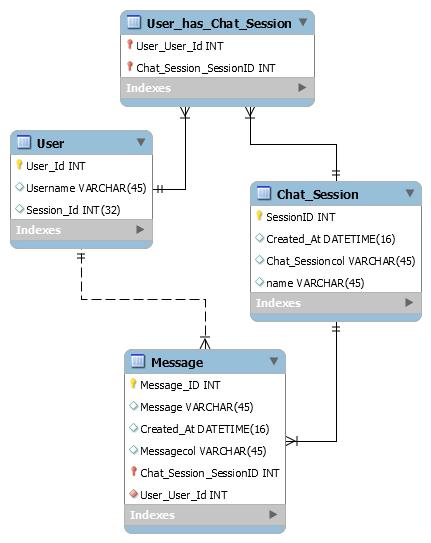 User_has_Chat_Session
User_User_Id INT
Chat_Session_SessionID INT
Indexes
User
User_Id INT
Username VARCHAR(45)
Session_Id INT(32)
Indexes
Chat_Session
SessionID INT
Created_At DATETIME(16)
Chat_Sessioncol VARCHAR(45)
name VARCHAR(45)
Indexes
Message
Message_ID INT
Message VARCHAR(45)
Created_At DATETIME(16)
Messagecol VARCHAR(45)
Chat_Session_SessionID INT
User_User_Id INT
Indexes